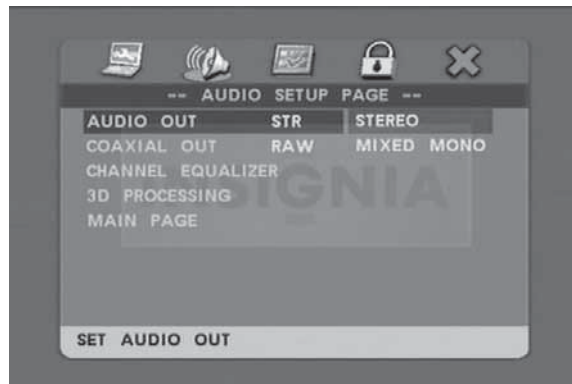 -- AUDIO SETUP PAGE --
AUDIO OUT STR STEREO
COAXIAL OUT RAW MIXED MONO
CHANNEL EQUALIZER
3D PROCESSING
MAIN PAGE
SIGNIA
SET AUDIO OUT